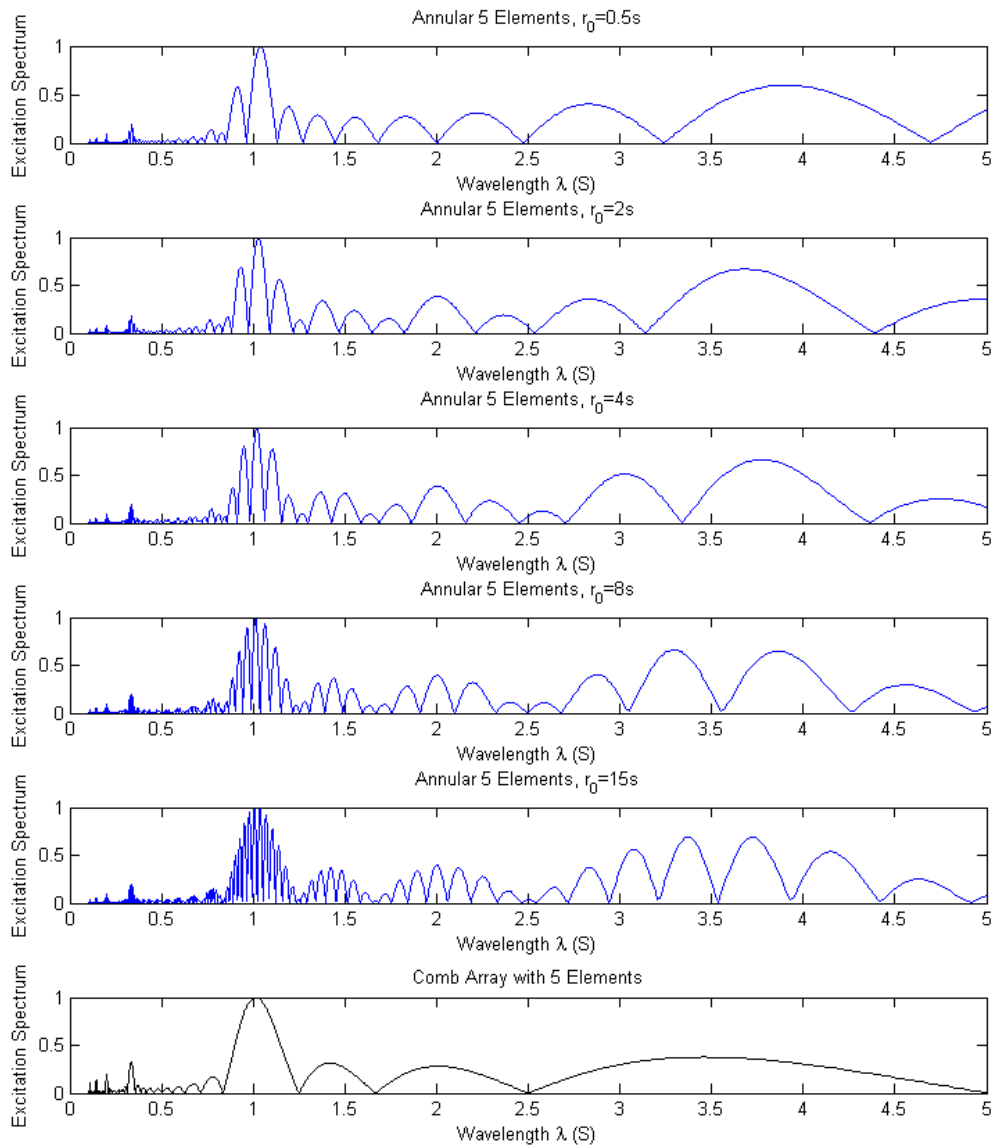 Annular 5 Elements, r₀=0.5s
Excitation Spectrum
1
0.5
0
0 0.5 1 1.5 2 2.5 3 3.5 4 4.5 5
Wavelength λ (S)
Annular 5 Elements, r₀=2s
Excitation Spectrum
1
0.5
0
0 0.5 1 1.5 2 2.5 3 3.5 4 4.5 5
Wavelength λ (S)
Annular 5 Elements, r₀=4s
Excitation Spectrum
1
0.5
0
0 0.5 1 1.5 2 2.5 3 3.5 4 4.5 5
Wavelength λ (S)
Annular 5 Elements, r₀=8s
Excitation Spectrum
1
0.5
0
0 0.5 1 1.5 2 2.5 3 3.5 4 4.5 5
Wavelength λ (S)
Annular 5 Elements, r₀=15s
Excitation Spectrum
1
0.5
0
0 0.5 1 1.5 2 2.5 3 3.5 4 4.5 5
Wavelength λ (S)
Comb Array with 5 Elements
Excitation Spectrum
1
0.5
0
0 0.5 1 1.5 2 2.5 3 3.5 4 4.5 5
Wavelength λ (S)